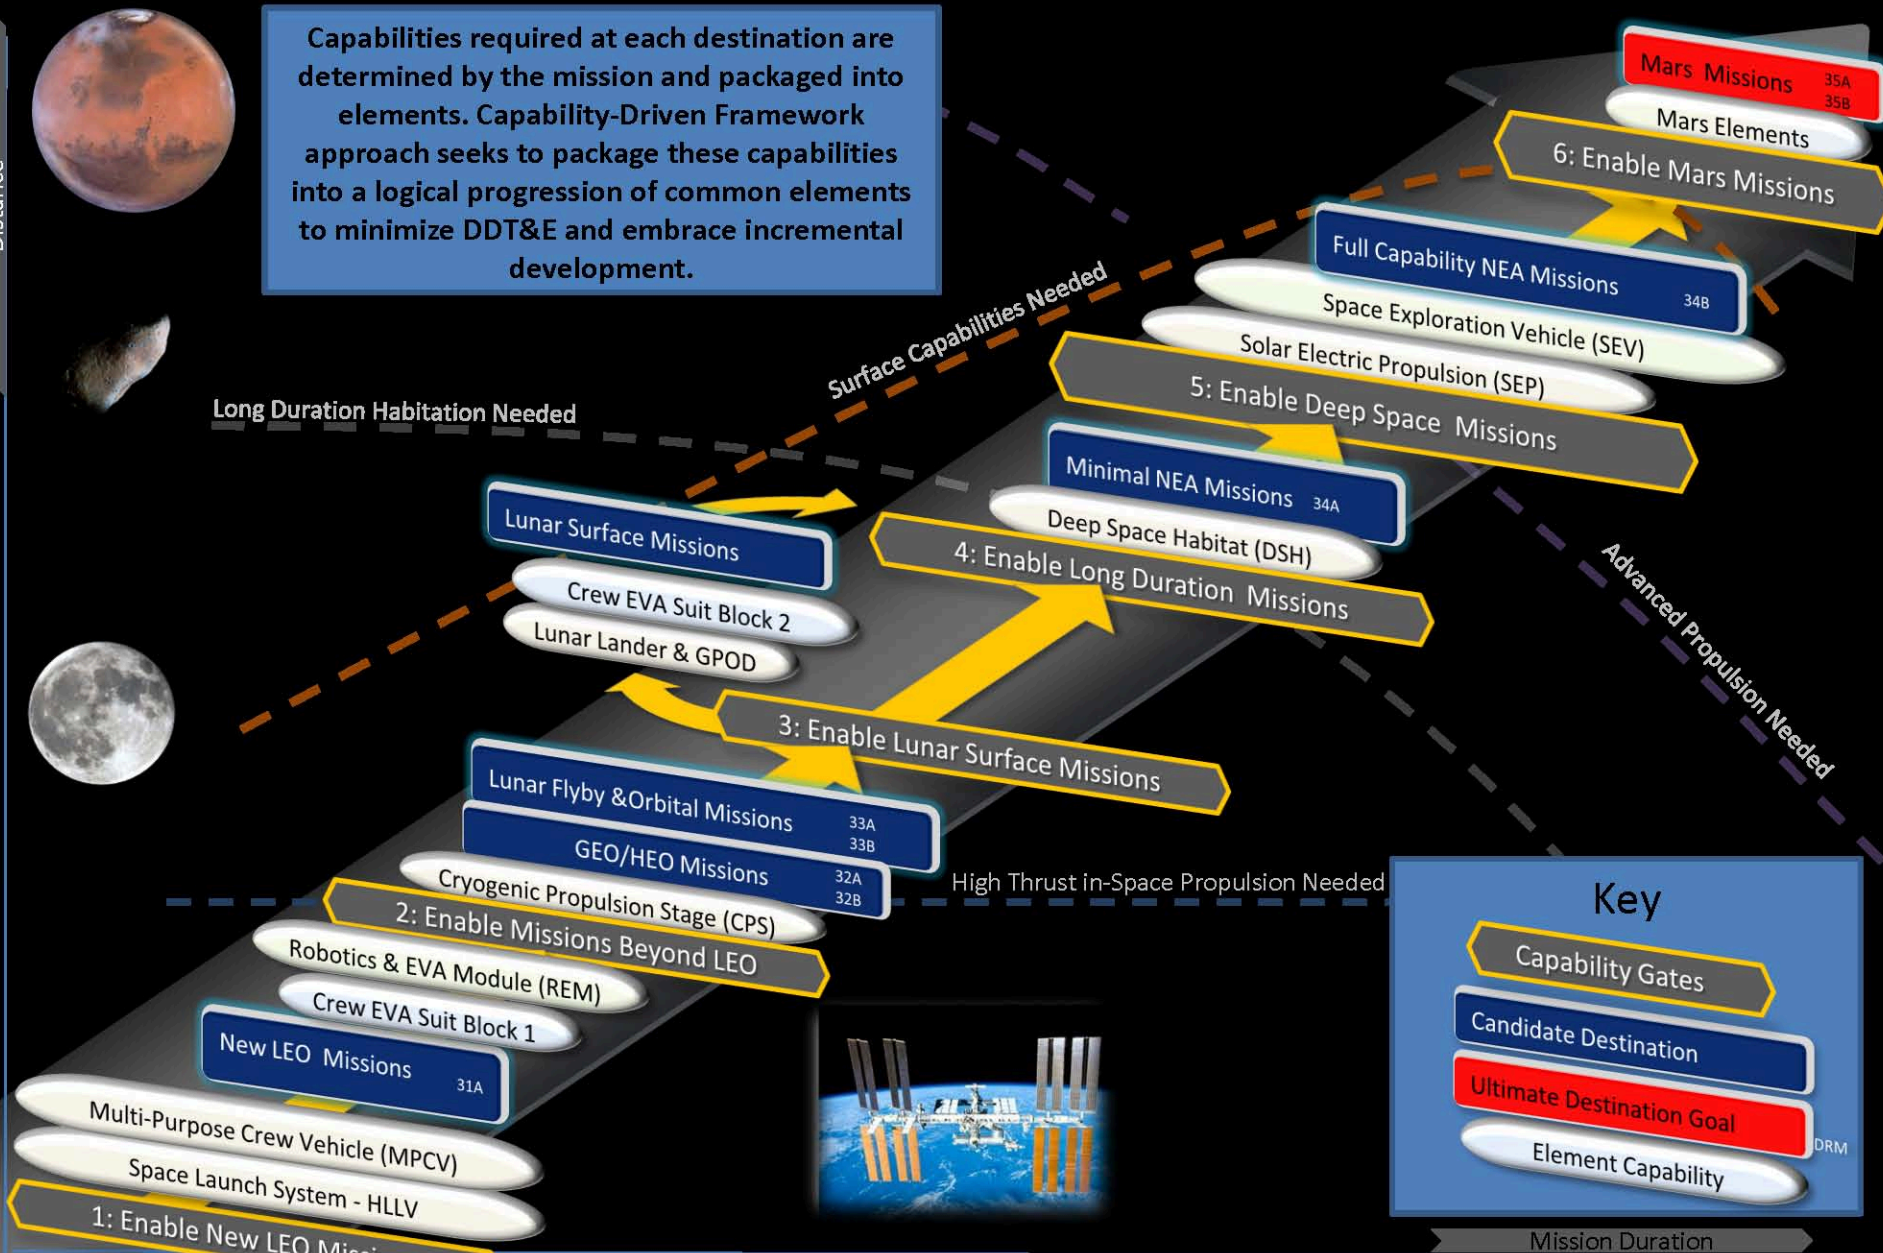 Distance
Capabilities required at each destination are
determined by the mission and packaged into
elements. Capability-Driven Framework
approach seeks to package these capabilities
into a logical progression of common elements
to minimize DDT&E and embrace incremental
development.
Mars Missions 35A
35B
Mars Elements
6: Enable Mars Missions
Full Capability NEA Missions 34B
Space Exploration Vehicle (SEV)
Solar Electric Propulsion (SEP)
5: Enable Deep Space Missions
Surface Capabilities Needed
Long Duration Habitation Needed
Minimal NEA Missions 34A
Deep Space Habitat (DSH)
4: Enable Long Duration Missions
Advanced Propulsion Needed
Lunar Surface Missions
Crew EVA Suit Block 2
Lunar Lander & GPOD
3: Enable Lunar Surface Missions
Lunar Flyby &Orbital Missions 33A
33B
GEO/HEO Missions 32A
32B
Cryogenic Propulsion Stage (CPS)
High Thrust in-Space Propulsion Needed
2: Enable Missions Beyond LEO
Robotics & EVA Module (REM)
Crew EVA Suit Block 1
New LEO Missions 31A
Multi-Purpose Crew Vehicle (MPCV)
Space Launch System - HLLV
1: Enable New LEO
Key
Capability Gates
Candidate Destination
Ultimate Destination Goal
DRM
Element Capability
Mission Duration